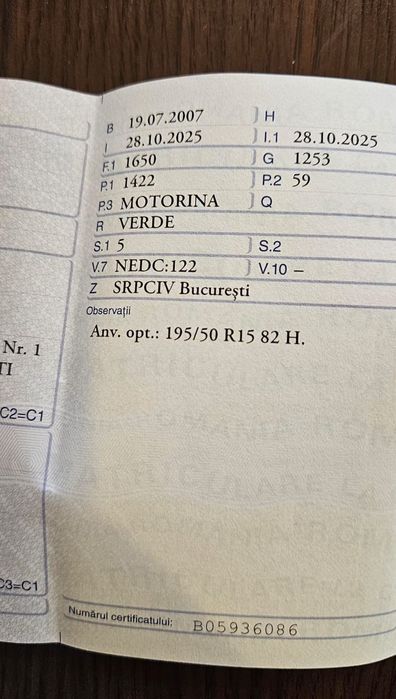 B 19.07.2007 H
I 28.10.2025 I.1 28.10.2025
F.1 1650 G 1253
P.1 1422 P.2 59
P.3 MOTORINA Q
R VERDE
S.1 5 S.2
V.7 NEDC:122 V.10 –
Z SRPCIV București
Observații
Anv. opt.: 195/50 R15 82 H.
Nr. 1
TI
C2=C1
C3=C1
Numărul certificatului: B05936086